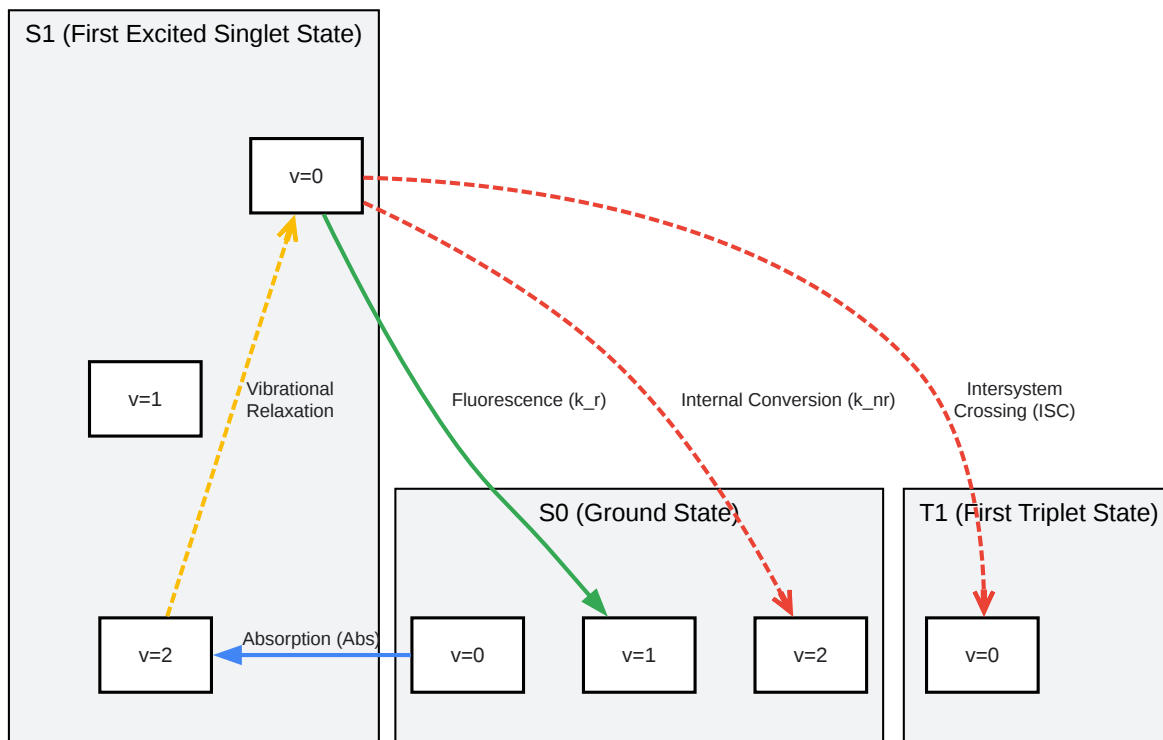 S1 (First Excited Singlet State)
v=0
v=1
Vibrational
Relaxation
Fluorescence (k_r)
Internal Conversion (k_nr)
Intersystem
Crossing (ISC)
S0 (Ground State)
T1 (First Triplet State)
v=2
Absorption (Abs)
v=0
v=1
v=2
v=0